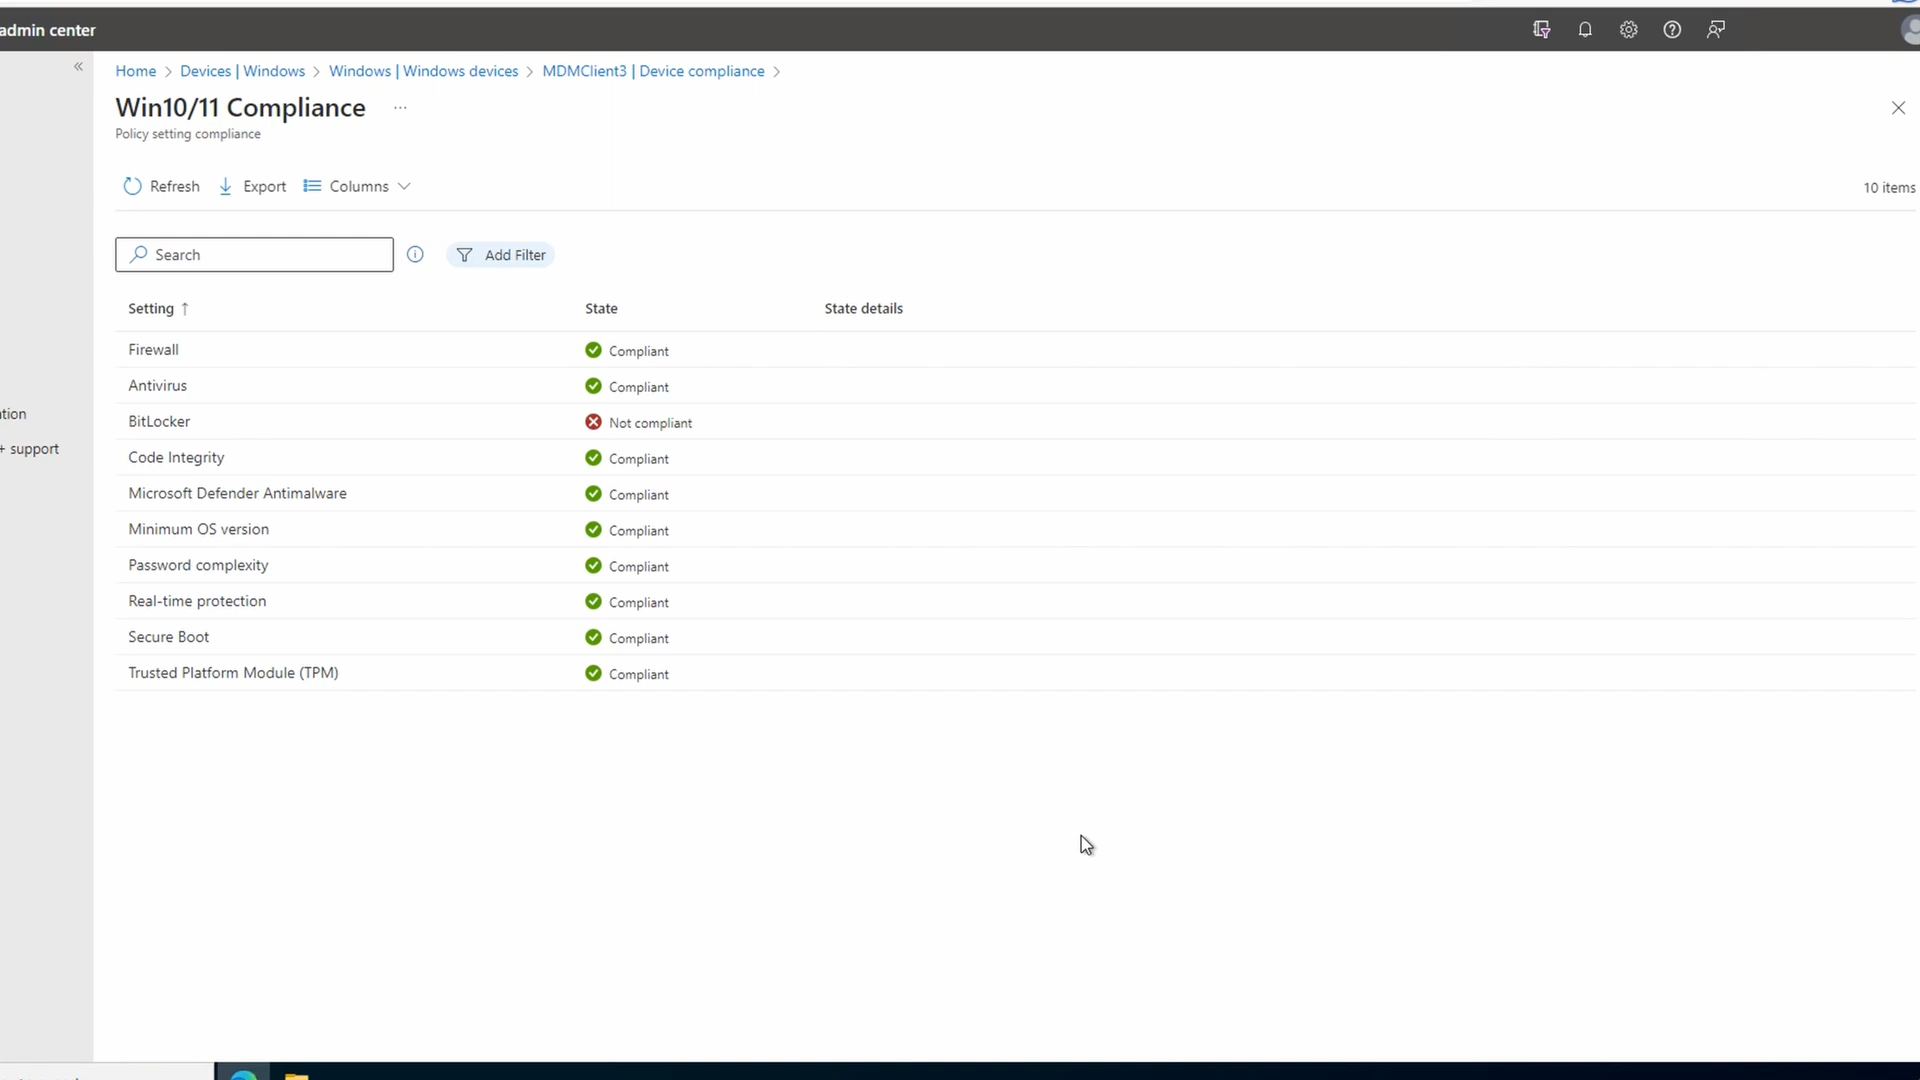 admin center
Home > Devices | Windows > Windows | Windows devices > MDMClient3 | Device compliance >
Win10/11 Compliance ...
Policy setting compliance
Refresh Export Columns
10 items
Search Add Filter
Setting ↑ State State details
Firewall Compliant
Antivirus Compliant
tion
BitLocker Not compliant
+ support
Code Integrity Compliant
Microsoft Defender Antimalware Compliant
Minimum OS version Compliant
Password complexity Compliant
Real-time protection Compliant
Secure Boot Compliant
Trusted Platform Module (TPM) Compliant